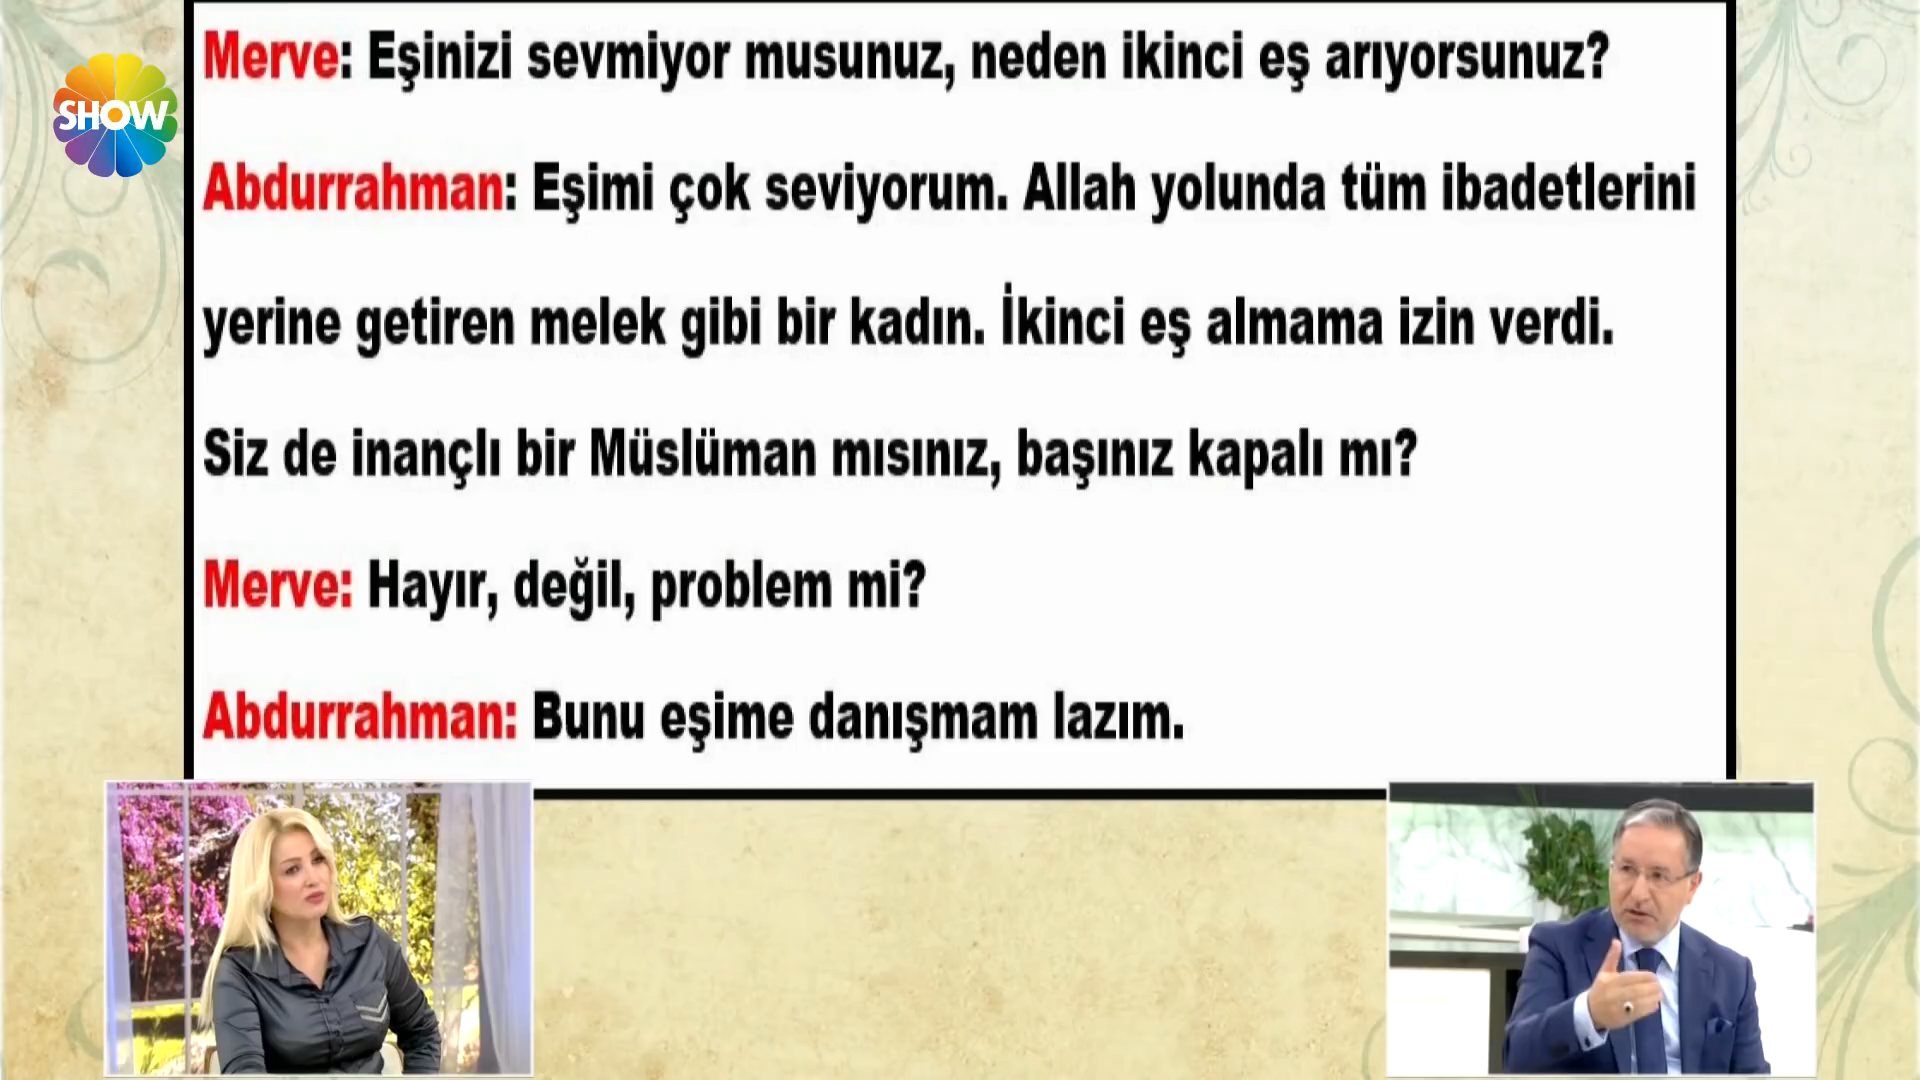 SHOW
Merve: Eşinizi sevmiyor musunuz, neden ikinci eş arıyorsunuz?
Abdurrahman: Eşimi çok seviyorum. Allah yolunda tüm ibadetlerini
yerine getiren melek gibi bir kadın. İkinci eş almama izin verdi.
Siz de inançlı bir Müslüman mısınız, başınız kapalı mı?
Merve: Hayır, değil, problem mi?
Abdurrahman: Bunu eşime danışmam lazım.